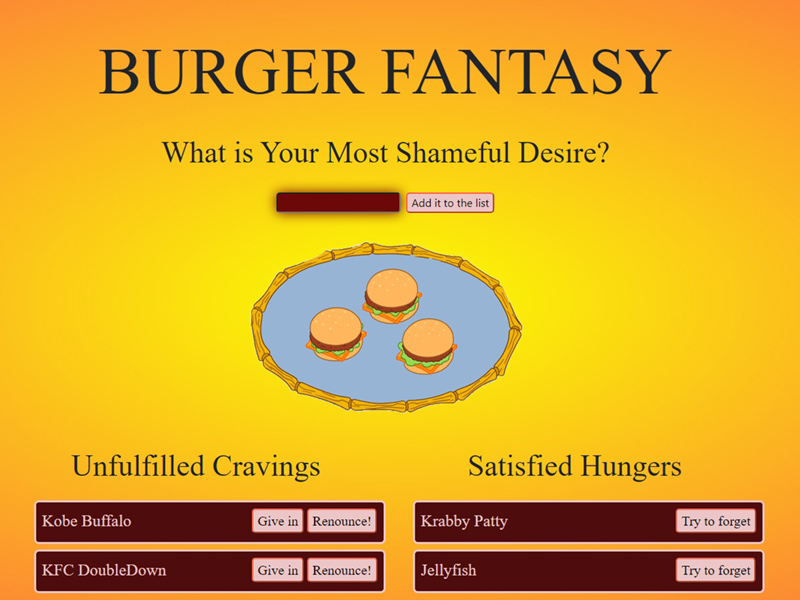 BURGER FANTASY
What is Your Most Shameful Desire?
Add it to the list
Unfulfilled Cravings
Kobe Buffalo Give in Renounce!
KFC DoubleDown Give in Renounce!
Satisfied Hungers
Krabby Patty Try to forget
Jellyfish Try to forget